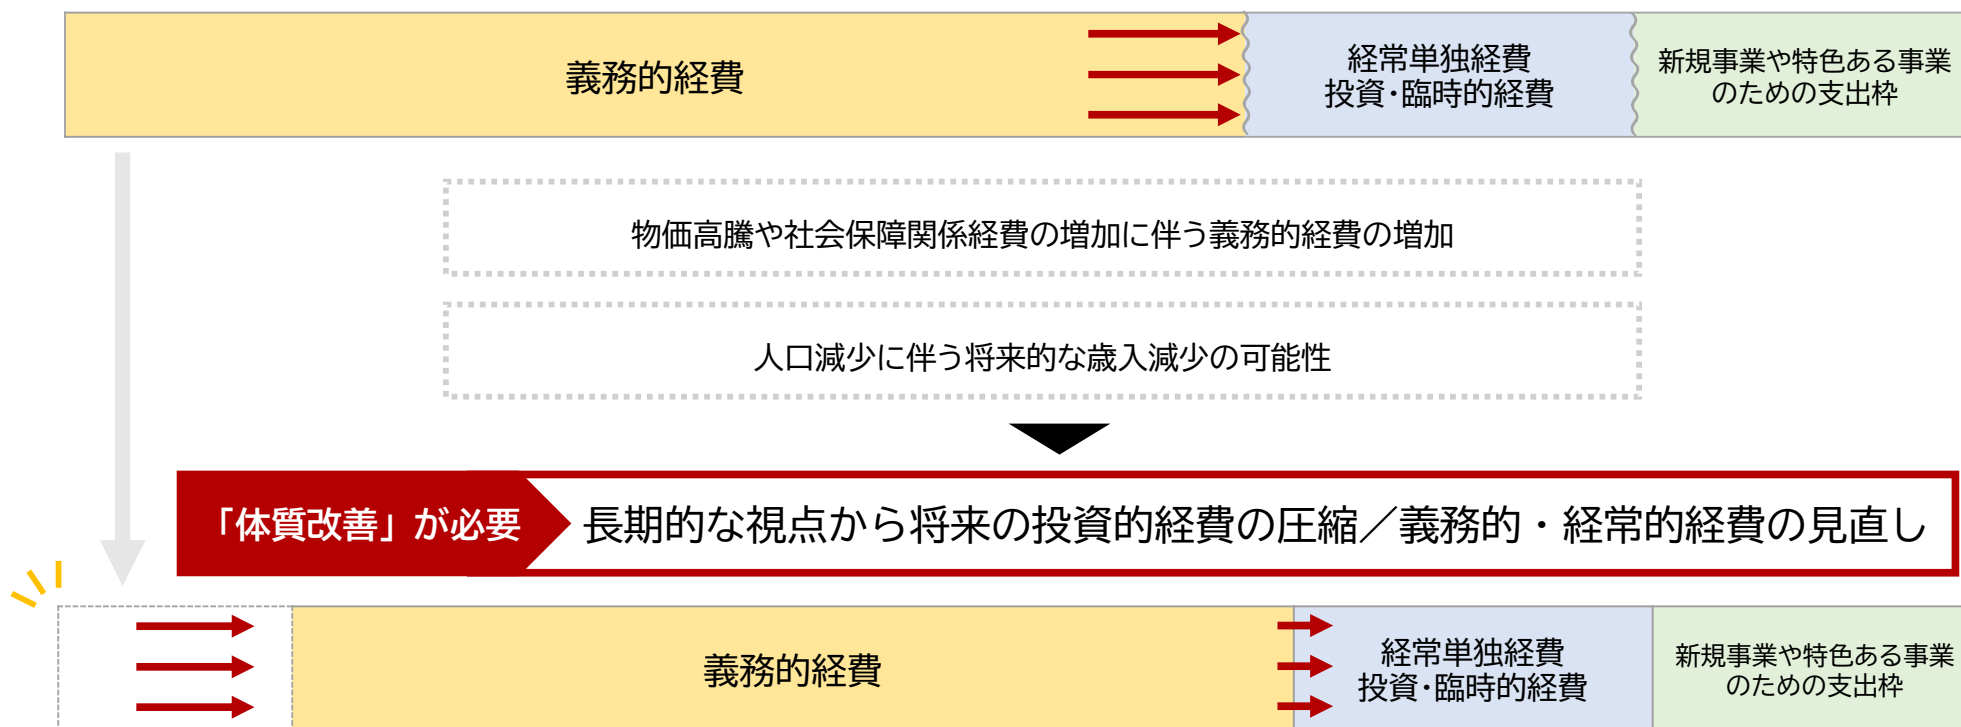 義務的経費
経常単独経費
投資・臨時的経費
新規事業や特色ある事業
のための支出枠
物価高騰や社会保障関係経費の増加に伴う義務的経費の増加
人口減少に伴う将来的な歳入減少の可能性
「体質改善」が必要
長期的な視点から将来の投資的経費の圧縮／義務的・経常的経費の見直し
義務的経費
経常単独経費
投資・臨時的経費
新規事業や特色ある事業
のための支出枠